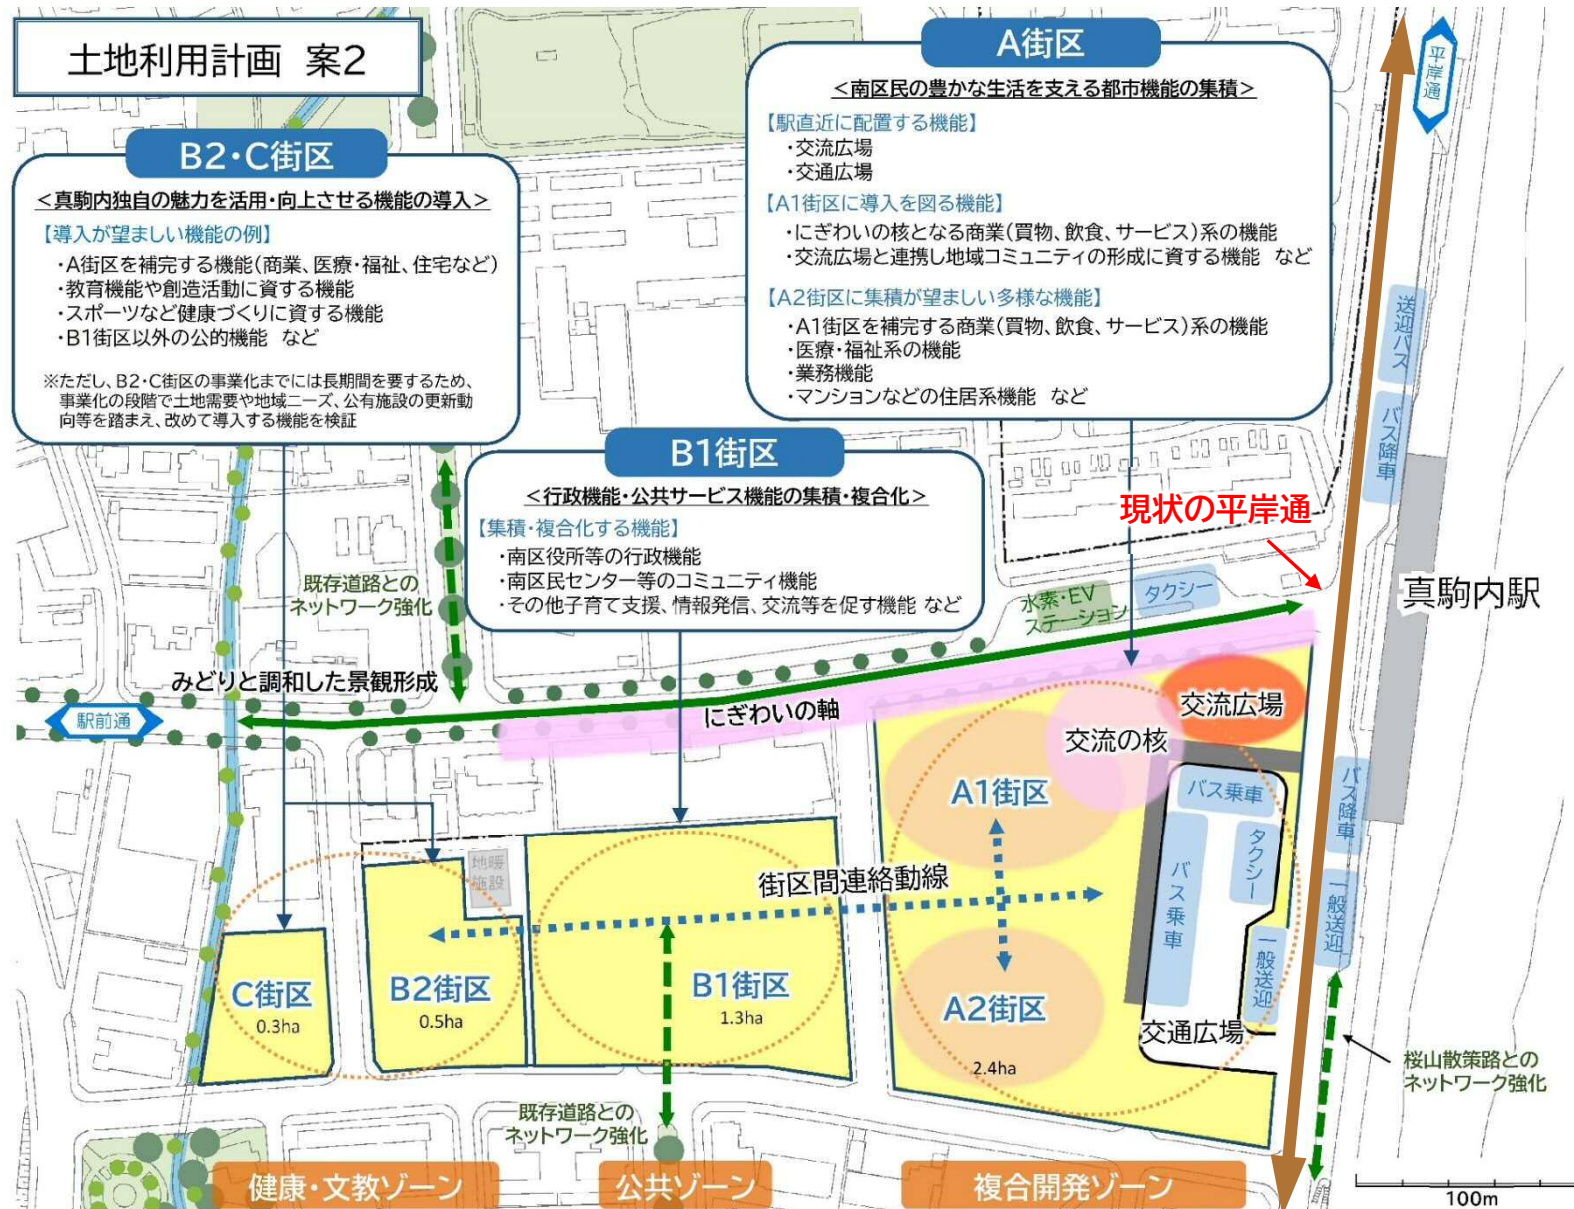 土地利用計画 案2
A街区
<南区民の豊かな生活を支える都市機能の集積>
【駅直近に配置する機能】
・交流広場
・交通広場
【A1街区に導入を図る機能】
・にぎわいの核となる商業(買物、飲食、サービス)系の機能
・交流広場と連携し地域コミュニティの形成に資する機能 など
【A2街区に集積が望ましい多様な機能】
・A1街区を補完する商業(買物、飲食、サービス)系の機能
・医療・福祉系の機能
・業務機能
・マンションなどの住居系機能 など
平岸通
B2・C街区
<真駒内独自の魅力を活用・向上させる機能の導入>
【導入が望ましい機能の例】
・A街区を補完する機能(商業、医療・福祉、住宅など)
・教育機能や創造活動に資する機能
・スポーツなど健康づくりに資する機能
・B1街区以外の公的機能 など
※ただし、B2・C街区の事業化までには長期間を要するため、
事業化の段階で土地需要や地域ニーズ、公有施設の更新動
向等を踏まえ、改めて導入する機能を検証
B1街区
<行政機能・公共サービス機能の集積・複合化>
【集積・複合化する機能】
・南区役所等の行政機能
・南区民センター等のコミュニティ機能
・その他子育て支援、情報発信、交流等を促す機能 など
送迎バス
バス降車
現状の平岸通
真駒内駅
既存道路との
ネットワーク強化
水素・EV
ステーション
タクシー
みどりと調和した景観形成
駅前通
にぎわいの軸
交流広場
交流の核
A1街区
バス乗車
タクシー
バス乗車
一般送迎
バス降車
一般送迎
地暖
施設
街区間連絡動線
C街区
0.3ha
B2街区
0.5ha
B1街区
1.3ha
A2街区
2.4ha
交通広場
桜山散策路との
ネットワーク強化
既存道路との
ネットワーク強化
健康・文教ゾーン
公共ゾーン
複合開発ゾーン
100m